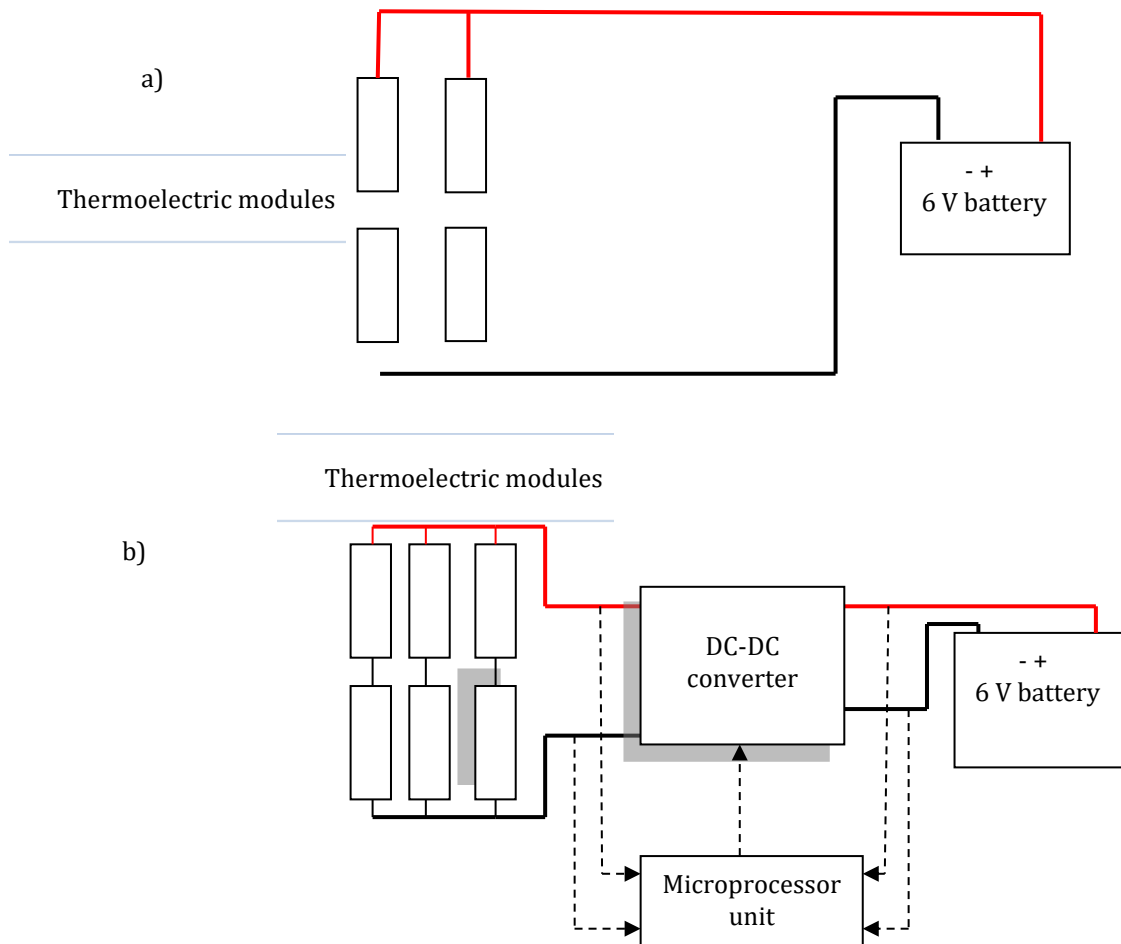 a)
Thermoelectric modules
- +
6 V battery
Thermoelectric modules
b)
DC-DC
converter
- +
6 V battery
Microprocessor
unit